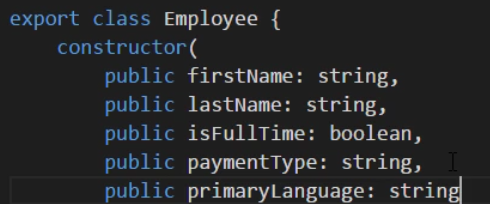 export class Employee {
    constructor(
        public firstName: string,
        public lastName: string,
        public isFullTime: boolean,
        public paymentType: string,
        public primaryLanguage: string